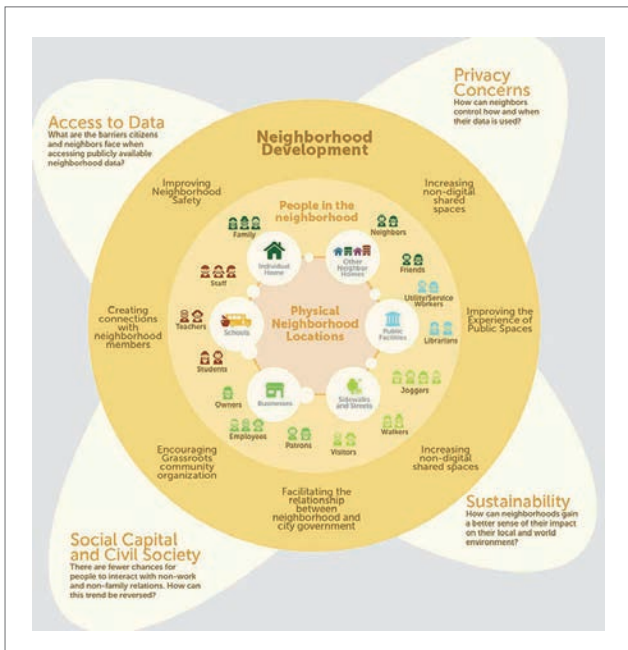 Privacy
Concerns
How can neighbors
control how and when
their data is used?
Access to Data
What are the barriers citizens
and neighbors face when
accessing publicly available
neighborhood data?
Neighborhood
Development
Improving
Neighborhood
Safety
Increasing
non-digital
shared
spaces
People in the
neighborhood
Family
Neighbors
Individual
Home
Other
Neighbor
Homes
Friends
Staff
Utility/Service
Workers
Creating
connections
with
neighborhood
members
Teachers
Schools
Physical
Neighborhood
Locations
Public
Facilities
Librarians
Improving the
Experience of
Public Spaces
Students
Owners
Businesses
Sidewalks
and Streets
Joggers
Employees
Patrons
Visitors
Walkers
Encouraging
Grassroots
community
organization
Facilitating the
relationship
between
neighborhood and
city government
Increasing
non-digital
shared spaces
Sustainability
How can neighborhoods gain
a better sense of their impact
on their local and world
environment?
Social Capital
and Civil Society
There are fewer chances for
people to interact with non-work
and non-family relations. How can
this trend be reversed?